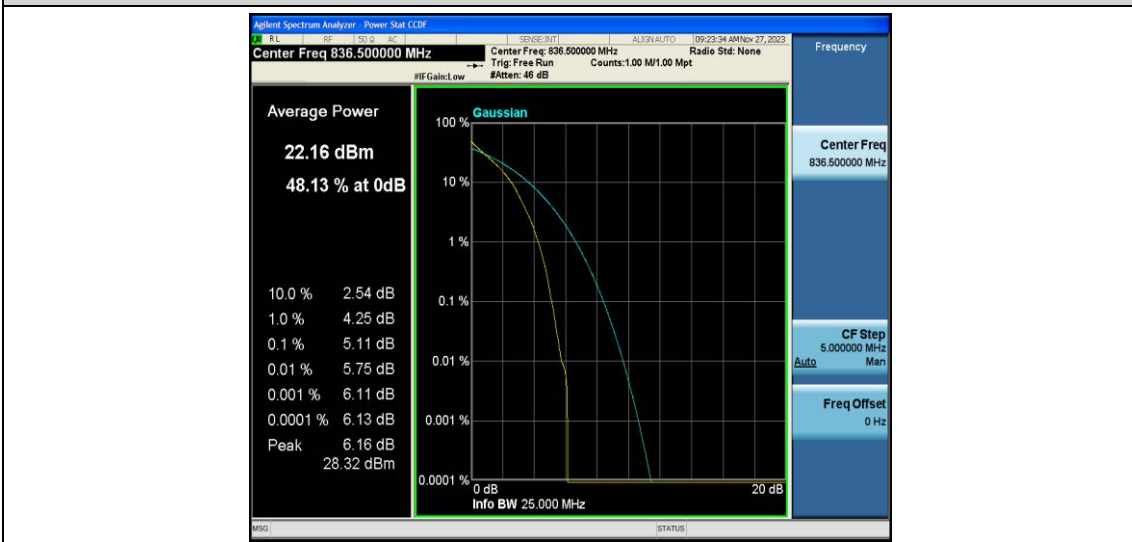 Agilent Spectrum Analyzer - Power Stat CCDF
RL RF 50 Ω AC SENSE:INT ALIGN AUTO 09:23:34 AM Nov 27, 2023
Center Freq 836.500000 MHz
Center Freq: 836.500000 MHz Radio Std: None
Trig: Free Run Counts:1.00 M/1.00 Mpt
#IFGain:Low #Atten: 46 dB
Frequency
Average Power
22.16 dBm
48.13 % at 0dB
10.0 % 2.54 dB
1.0 % 4.25 dB
0.1 % 5.11 dB
0.01 % 5.75 dB
0.001 % 6.11 dB
0.0001 % 6.13 dB
Peak 6.16 dB
28.32 dBm
Gaussian
100 %
10 %
1 %
0.1 %
0.01 %
0.001 %
0.0001 %
0 dB 20 dB
Info BW 25.000 MHz
Center Freq
836.500000 MHz
CF Step
5.000000 MHz
Auto Man
Freq Offset
0 Hz
MSG STATUS